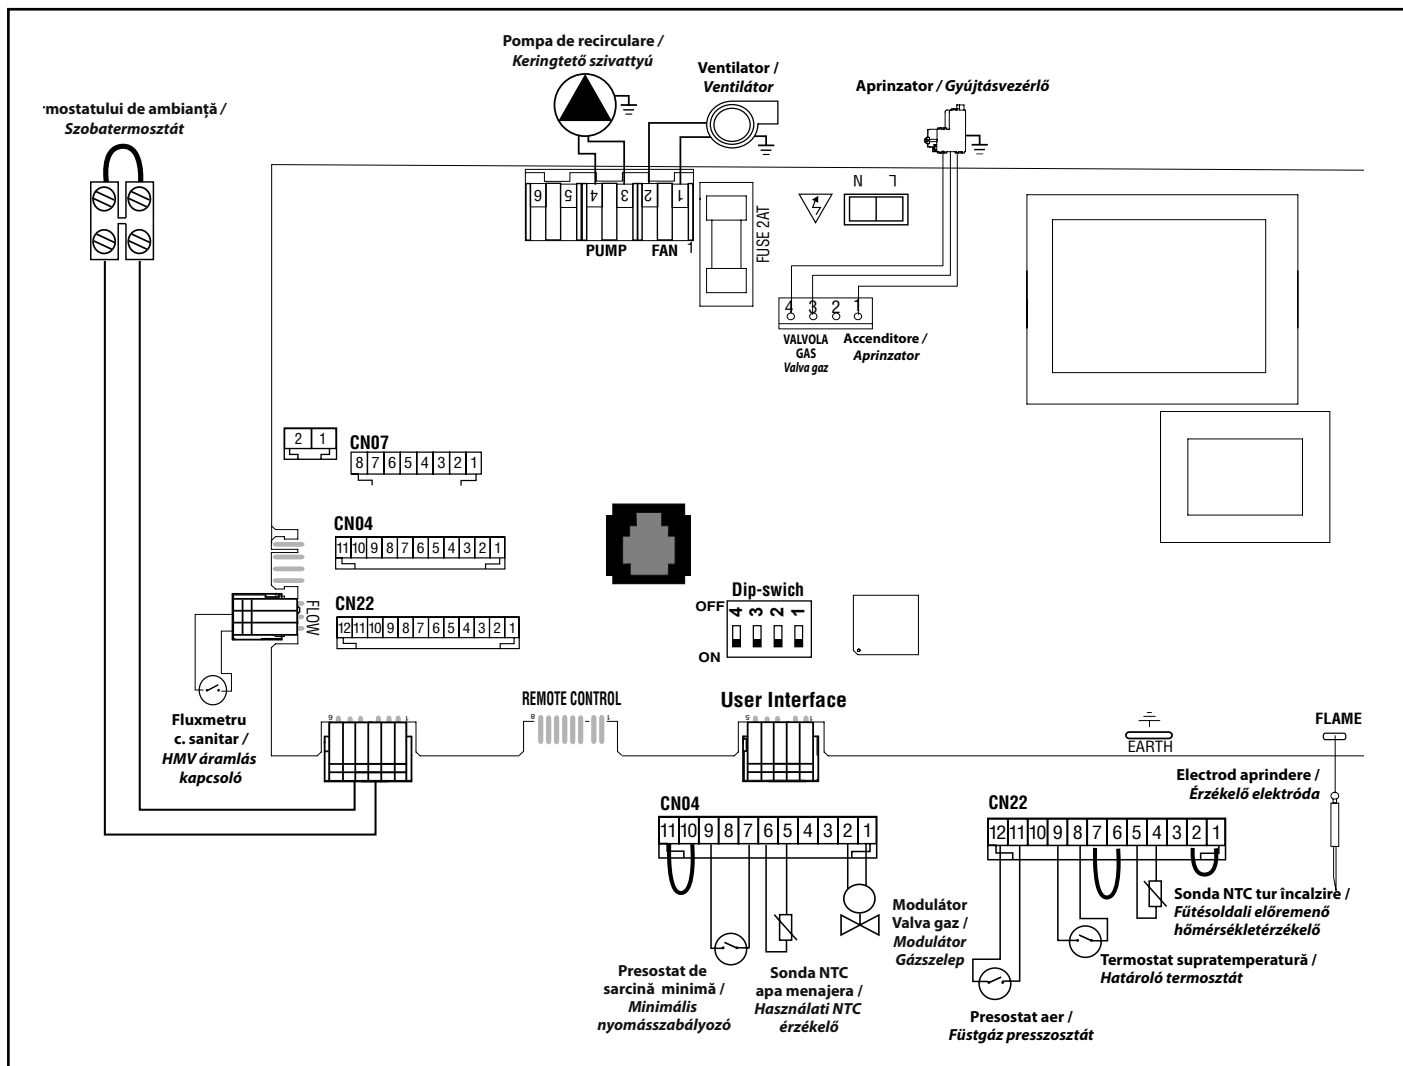 Pompa de recirculare /
Keringtető szivattyú
Ventilator /
Ventilátor
Aprinzator / Gyújtásvezérlő
mostatului de ambianță /
Szobatermosztát
6 5 4 3 2 1
PUMP FAN 1
FUSE 2AT
N L
4 3 2 1
VALVOLA
GAS
Valva gaz
Accenditore /
Aprinzator
2 1
CN07
8 7 6 5 4 3 2 1
CN04
11 10 9 8 7 6 5 4 3 2 1
CN22
12 11 10 9 8 7 6 5 4 3 2 1
FLOW
Dip-swich
OFF
4 3 2 1
ON
Fluxmetru
c. sanitar /
HMV áramlás
kapcsoló
6 1
REMOTE CONTROL
8 1
User Interface
5 1
EARTH
FLAME
Electrod aprindere /
Érzékelő elektróda
CN04
11 10 9 8 7 6 5 4 3 2 1
CN22
12 11 10 9 8 7 6 5 4 3 2 1
Presostat de
sarcină minimă /
Minimális
nyomásszabályozó
Sonda NTC
apa menajera /
Használati NTC
érzékelő
Modulátor
Valva gaz /
Modulátor
Gázszelep
Sonda NTC tur încalzire /
Fűtésoldali előremenő
hőmérsékletérzékelő
Termostat supratemperatură /
Határoló termosztát
Presostat aer /
Füstgáz presszosztát